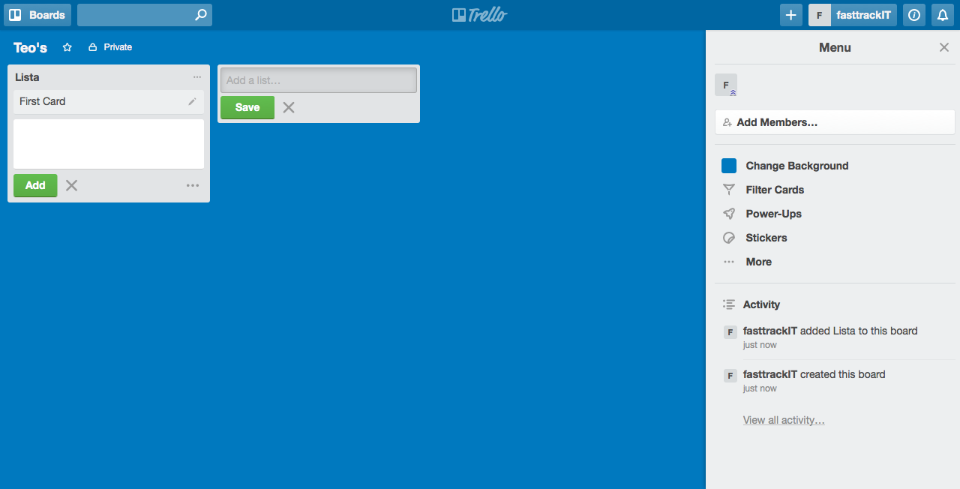 Boards
Trello
F fasttrackIT
Teo's Private
Lista
First Card
Add
Add a list…
Save
Menu
F
Add Members…
Change Background
Filter Cards
Power-Ups
Stickers
More
Activity
F fasttrackIT added Lista to this board
just now
F fasttrackIT created this board
just now
View all activity…